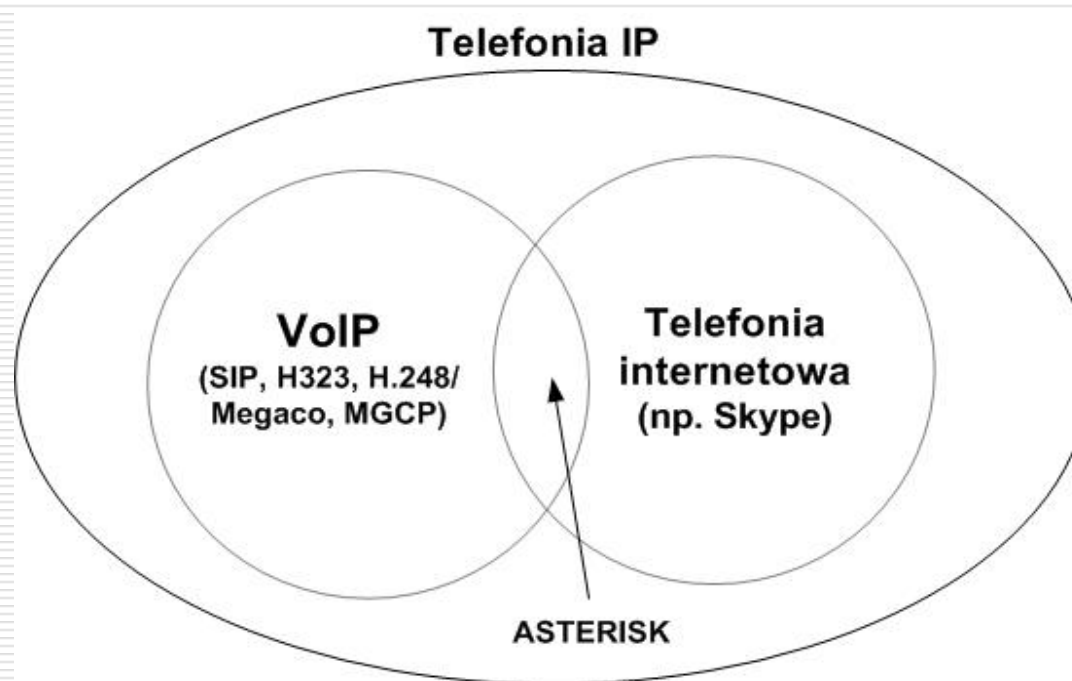 Telefonia IP
VoIP
(SIP, H323, H.248/
Megaco, MGCP)
Telefonia
internetowa
(np. Skype)
ASTERISK